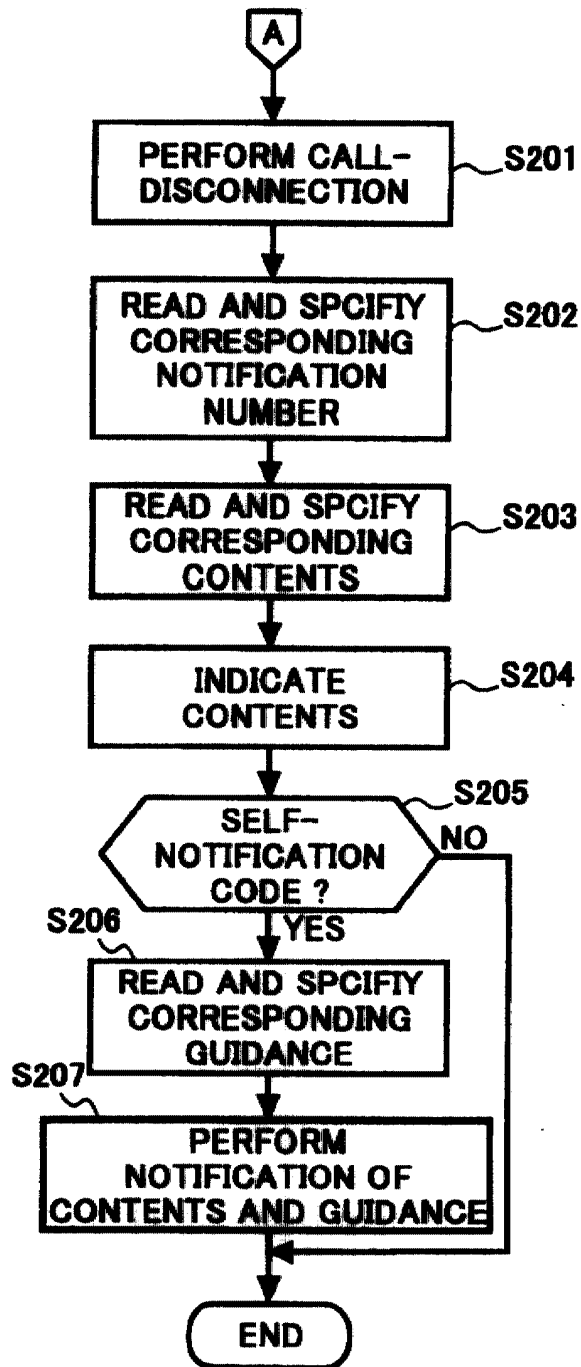 A
PERFORM CALL-
DISCONNECTION
S201
READ AND SPCIFIY
CORRESPONDING
NOTIFICATION
NUMBER
S202
READ AND SPCIFY
CORRESPONDING
CONTENTS
S203
INDICATE
CONTENTS
S204
SELF-
NOTIFICATION
CODE ?
S205
NO
YES
S206
READ AND SPCIFIY
CORRESPONDING
GUIDANCE
S207
PERFORM
NOTIFICATION OF
CONTENTS AND GUIDANCE
END